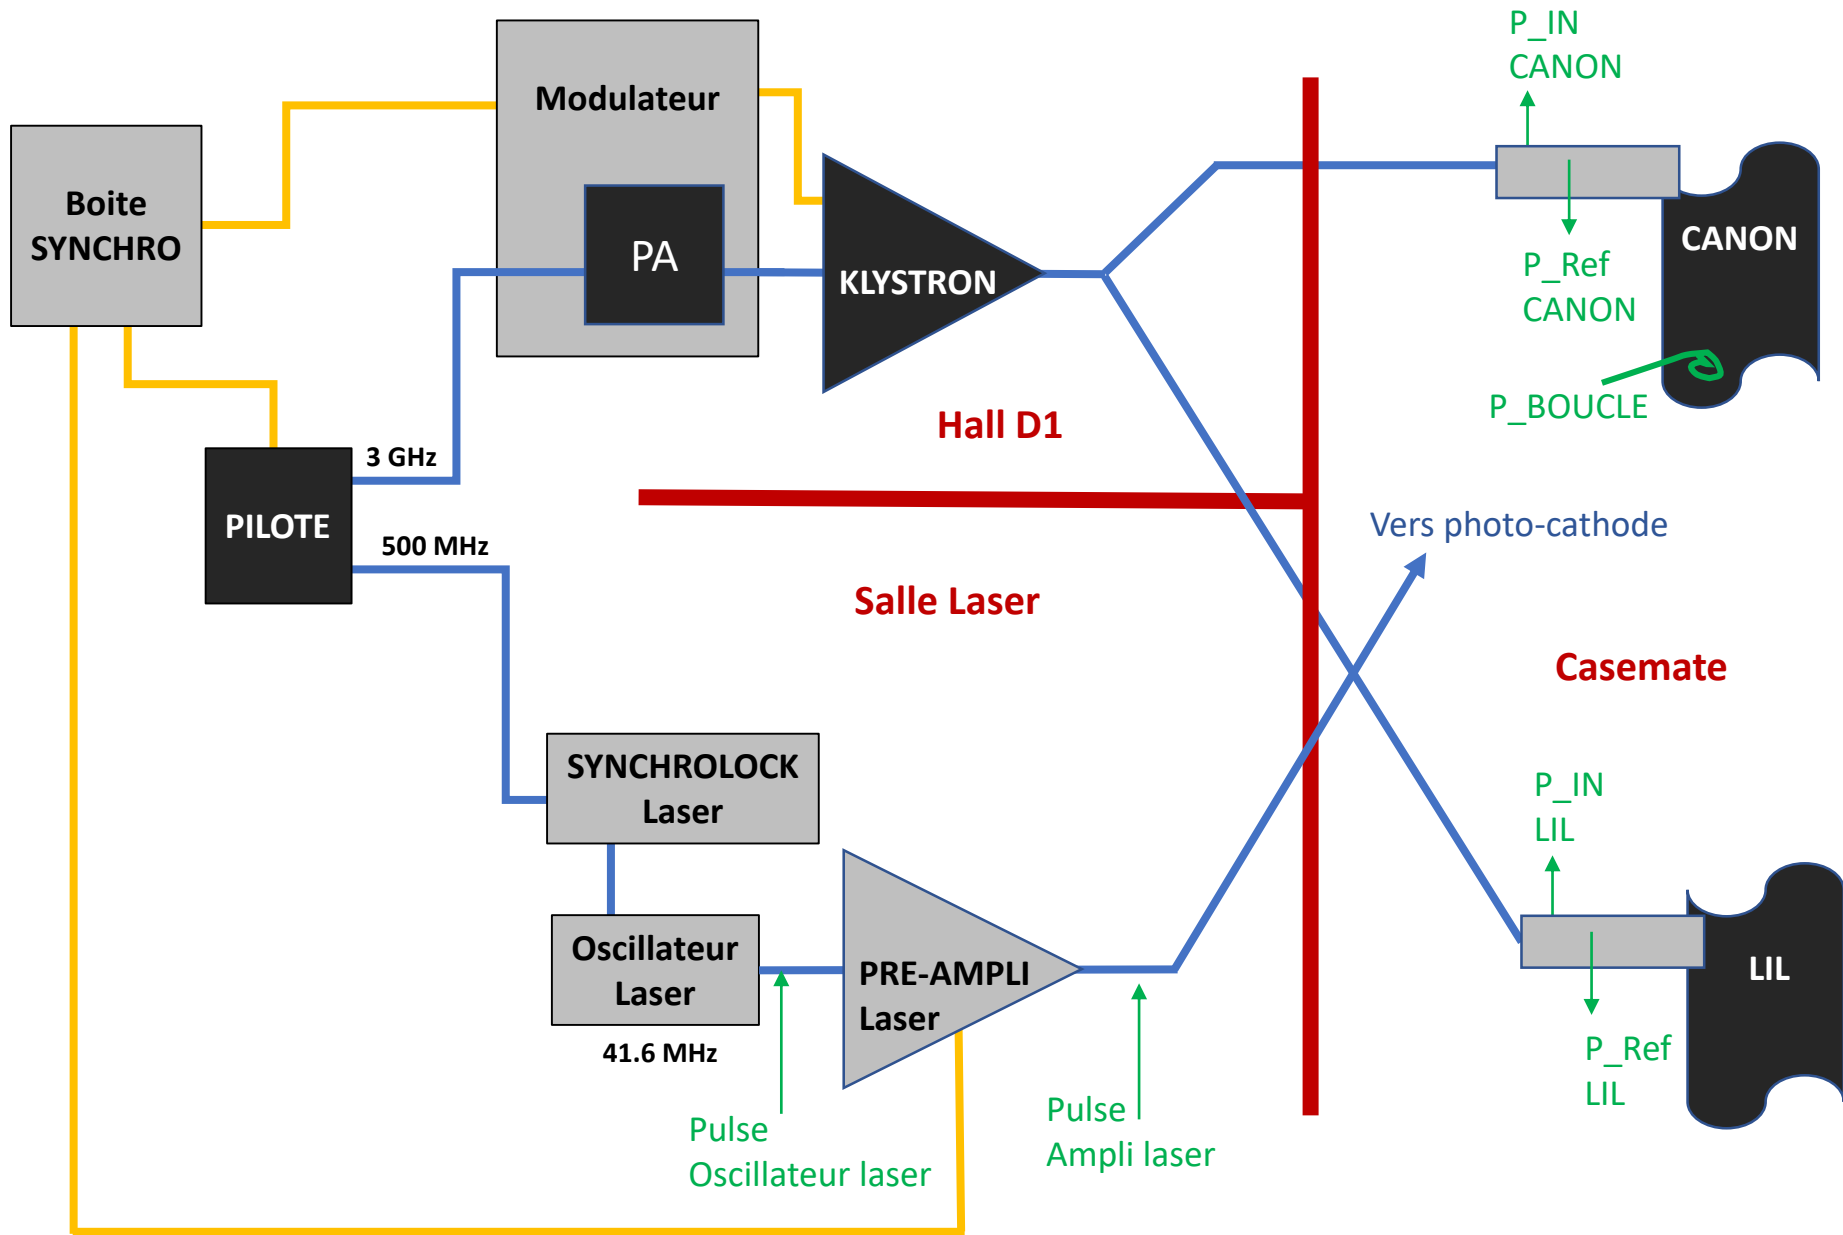 P_IN
CANON
Modulateur
Boite
SYNCHRO
PA
KLYSTRON
CANON
P_Ref
CANON
P_BOUCLE
Hall D1
3 GHz
PILOTE
500 MHz
Vers photo-cathode
Salle Laser
Casemate
SYNCHROLOCK
Laser
P_IN
LIL
Oscillateur
Laser
41.6 MHz
PRE-AMPLI
Laser
LIL
P_Ref
LIL
Pulse
Oscillateur laser
Pulse
Ampli laser